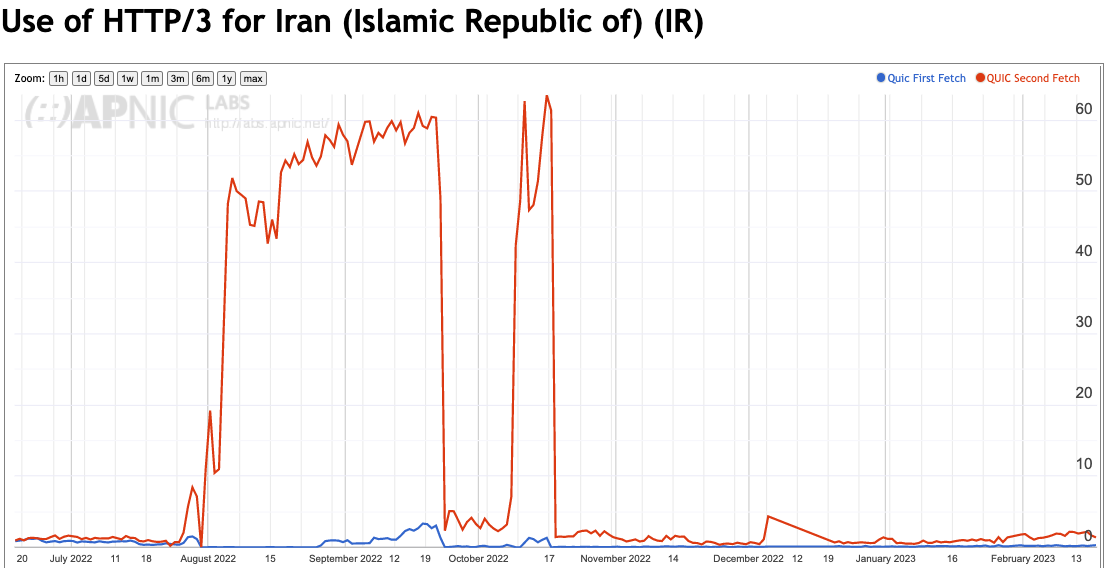 Use of HTTP/3 for Iran (Islamic Republic of) (IR)
Zoom: 1h 1d 5d 1w 1m 3m 6m 1y max
Quic First Fetch QUIC Second Fetch
(::)APNIC LABS
http://labs.apnic.net/
60
50
40
30
20
10
0
20 July 2022 11 18 August 2022 15 September 2022 12 19 October 2022 17 November 2022 14 December 2022 12 19 January 2023 16 February 2023 13